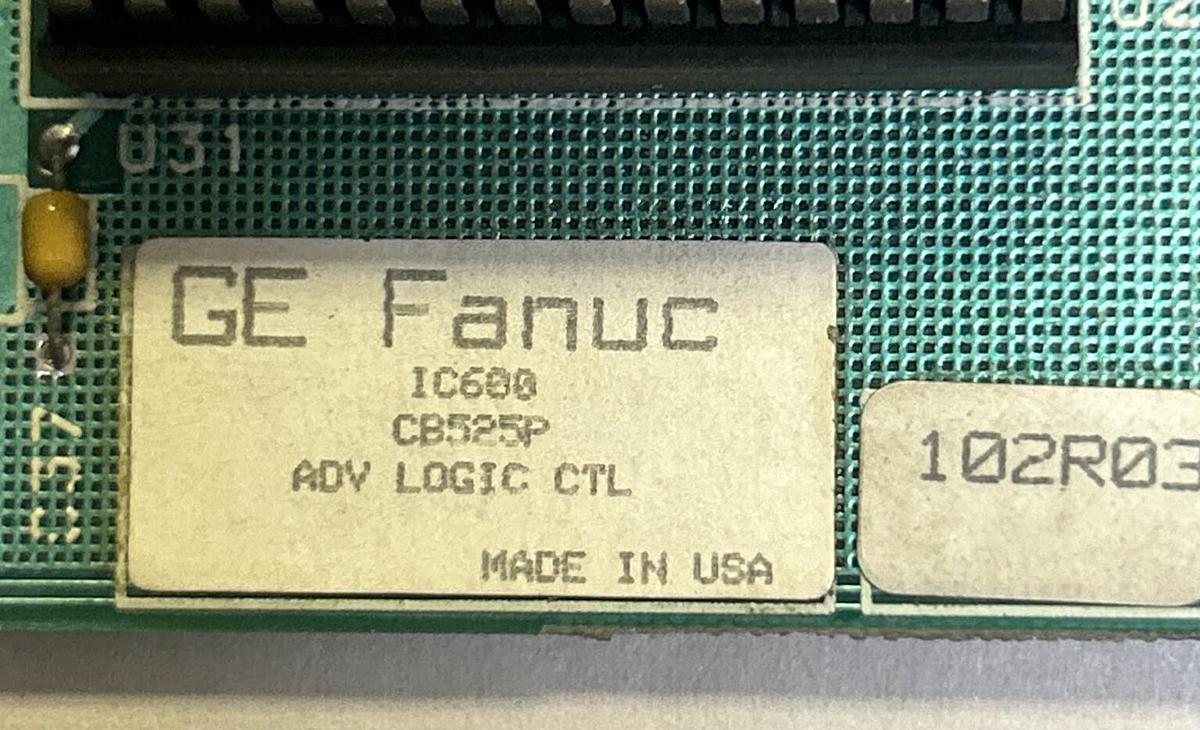 U31
GE Fanuc
IC600
CB525P
ADV LOGIC CTL
MADE IN USA
102R03
C37